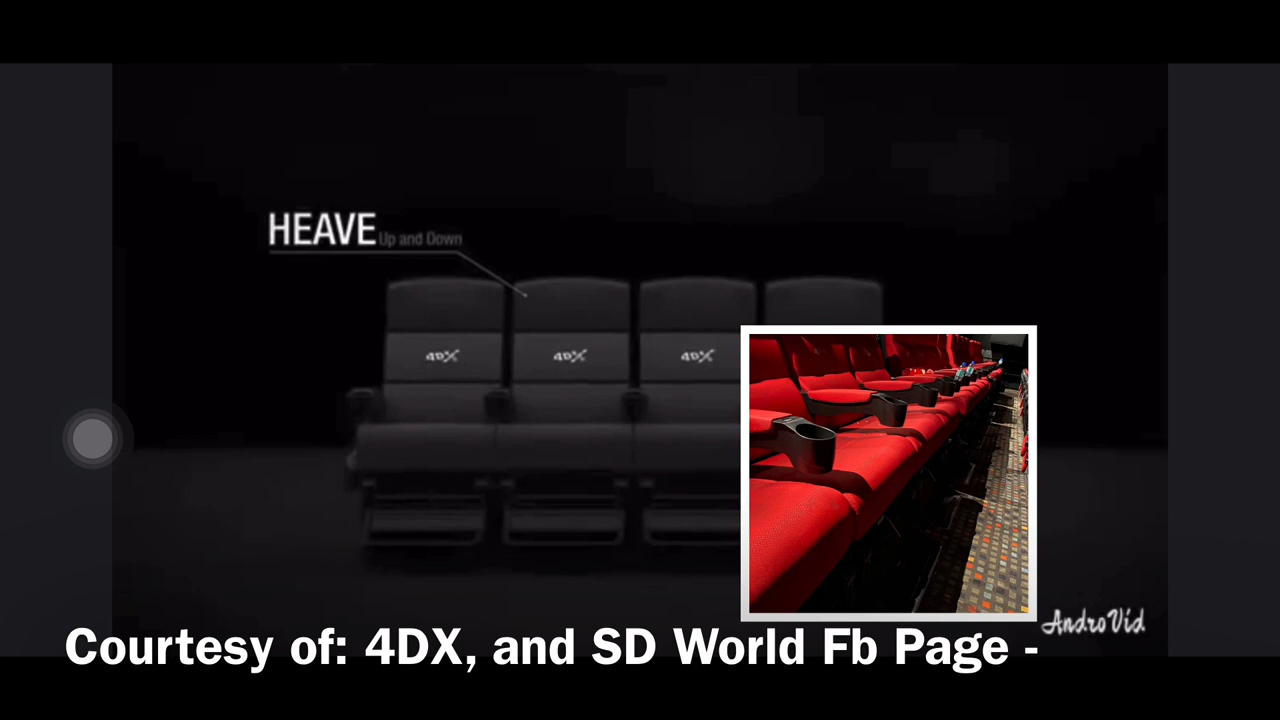 HEAVE Up and Down
4DX 4DX 4DX
AndroVid
Courtesy of: 4DX, and SD World Fb Page -